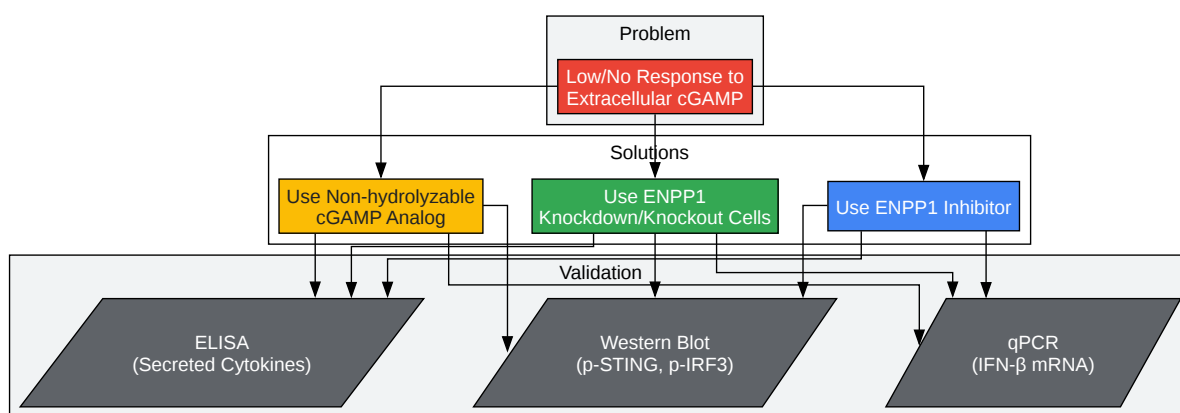 Problem
Low/No Response to
Extracellular cGAMP
Solutions
Use Non-hydrolyzable
cGAMP Analog
Use ENPP1
Knockdown/Knockout Cells
Use ENPP1 Inhibitor
Validation
ELISA
(Secreted Cytokines)
Western Blot
(p-STING, p-IRF3)
qPCR
(IFN-β mRNA)